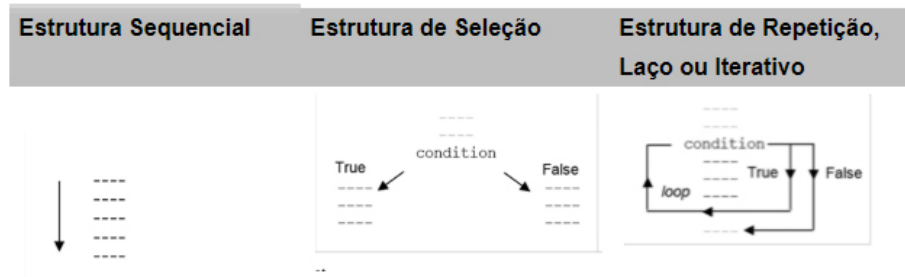 Estrutura Sequencial
Estrutura de Seleção
Estrutura de Repetição,
Laço ou Iterativo
condition
True
False
condition
True
False
loop